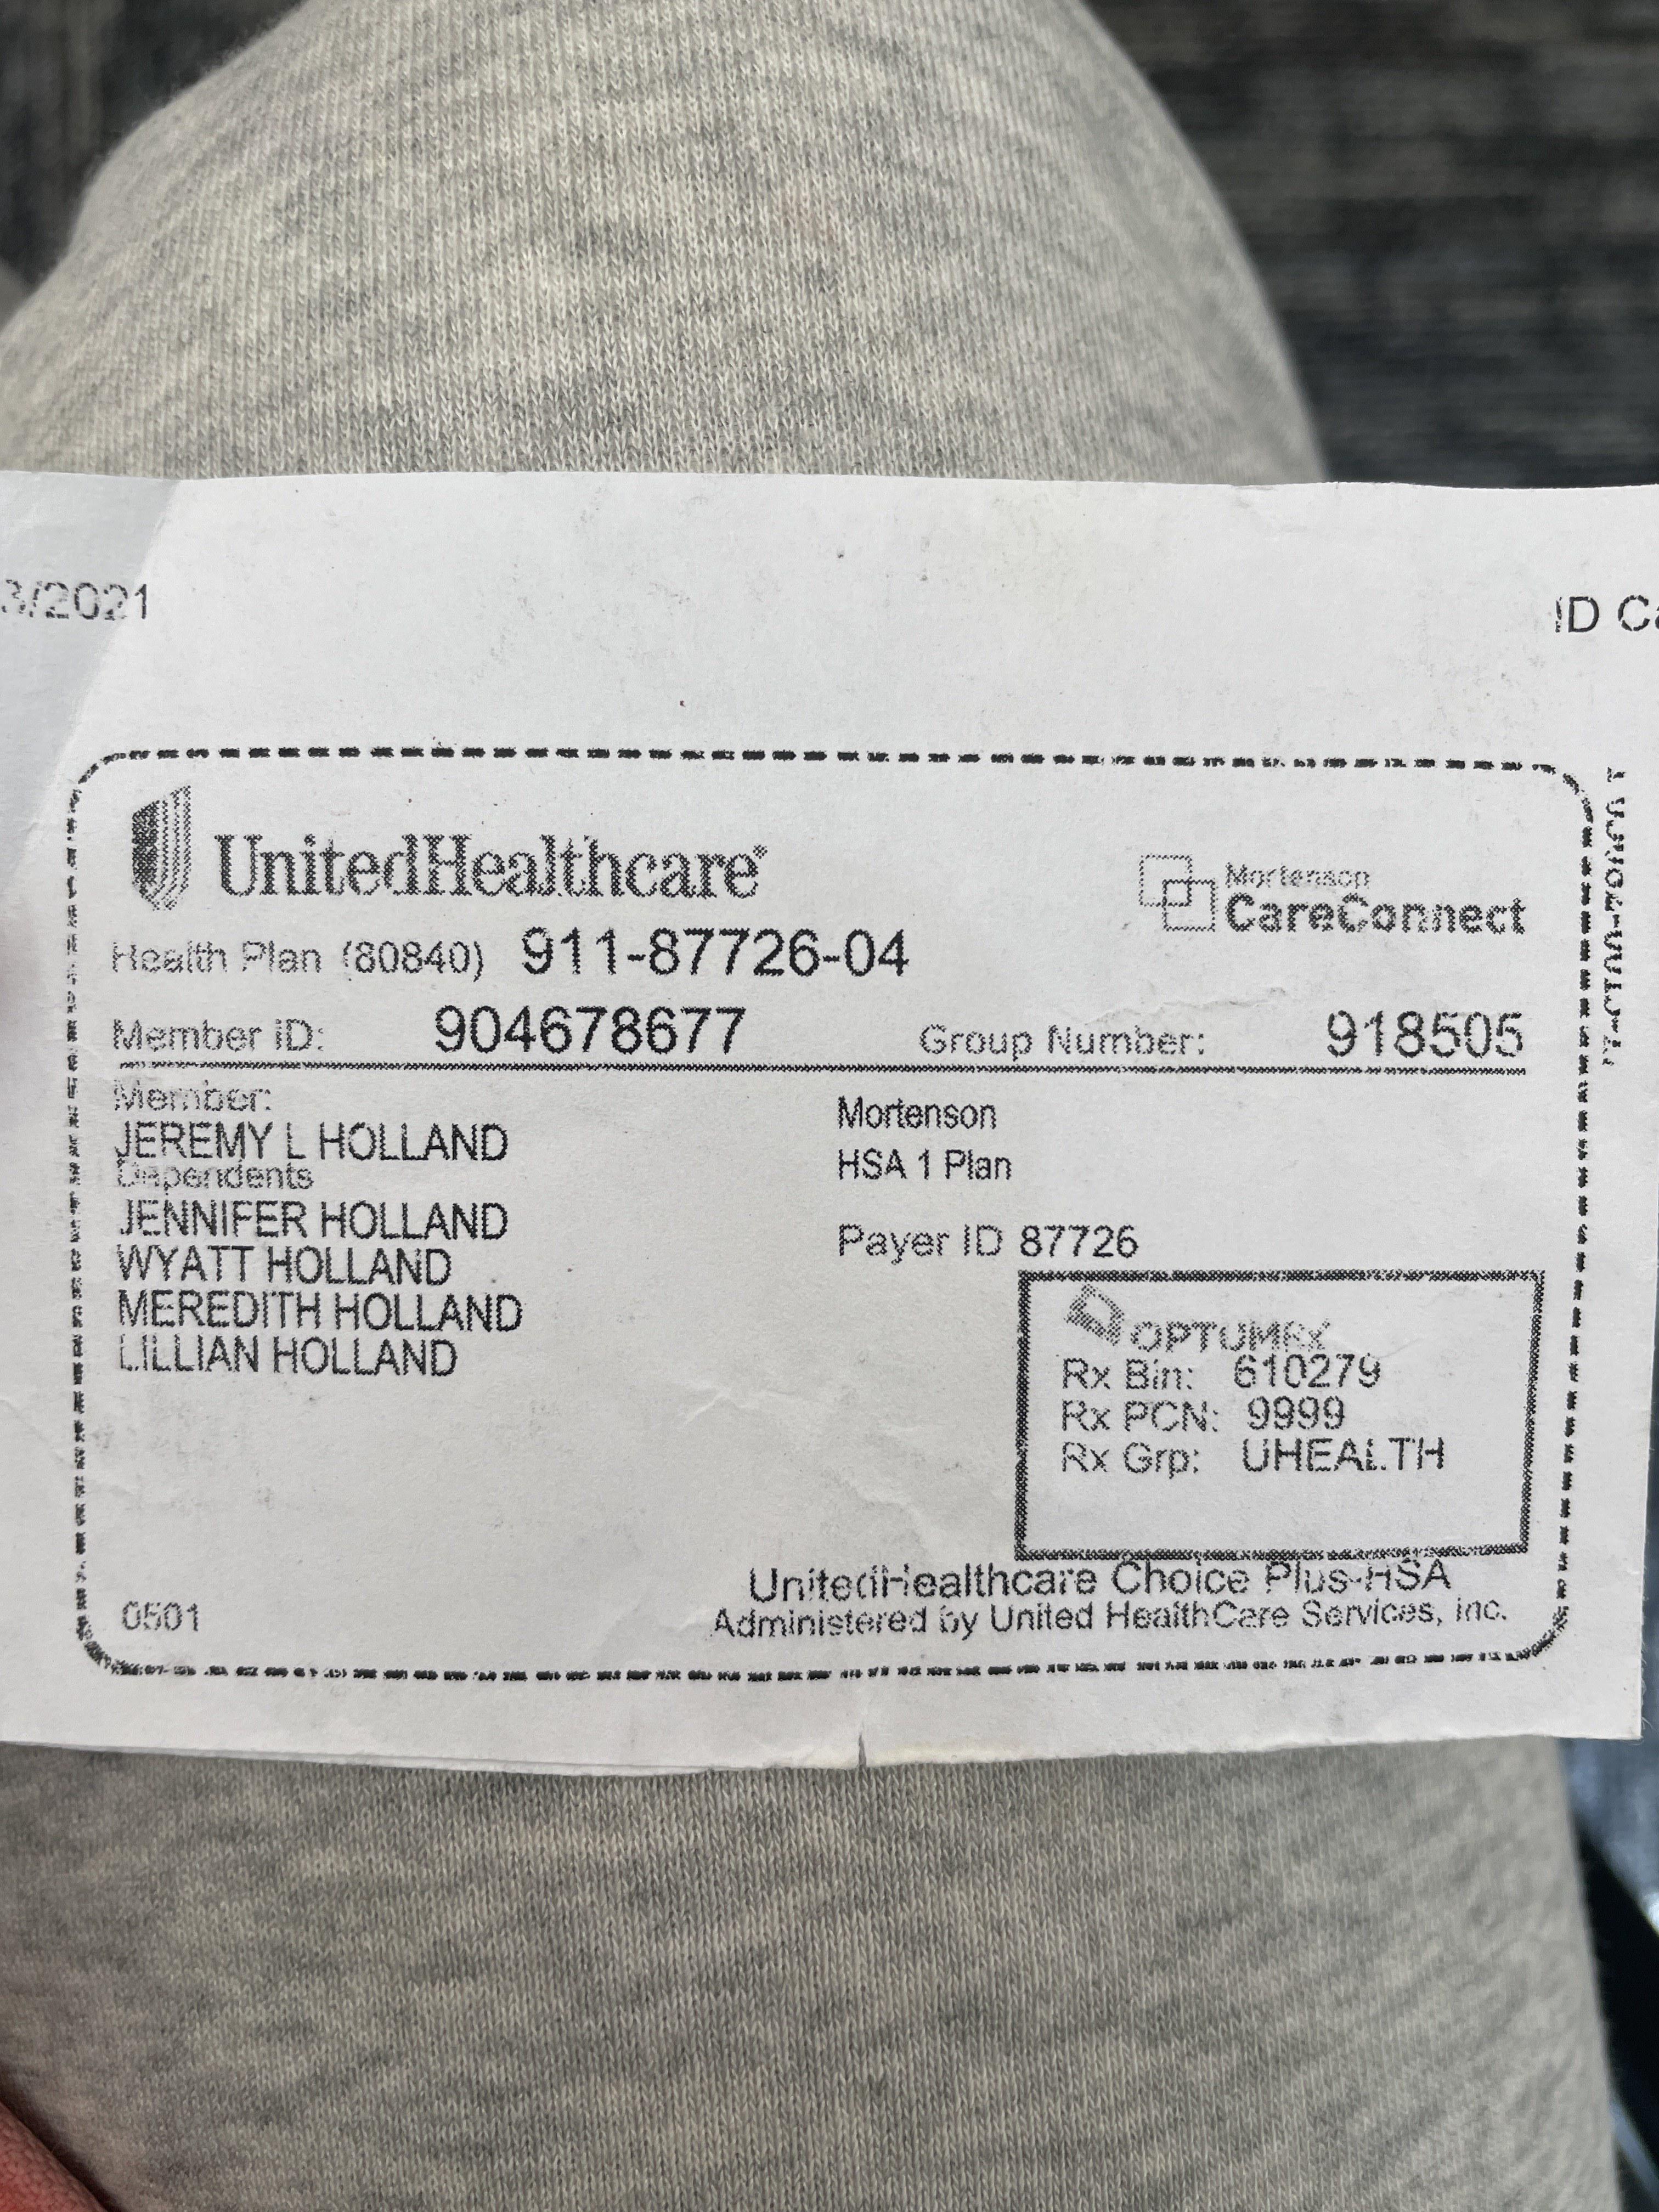 3/2021
ID Ca
UnitedHealthcare®
Mortenson
CareConnect
Health Plan (80840) 911-87726-04
Member ID: 904678677 Group Number: 918505
Member:
JEREMY L HOLLAND
Dependents
JENNIFER HOLLAND
WYATT HOLLAND
MEREDITH HOLLAND
LILLIAN HOLLAND
Mortenson
HSA 1 Plan
Payer ID 87726
OPTUMRx
Rx Bin: 610279
Rx PCN: 9999
Rx Grp: UHEALTH
0501
UnitedHealthcare Choice Plus-HSA
Administered by United HealthCare Services, Inc.